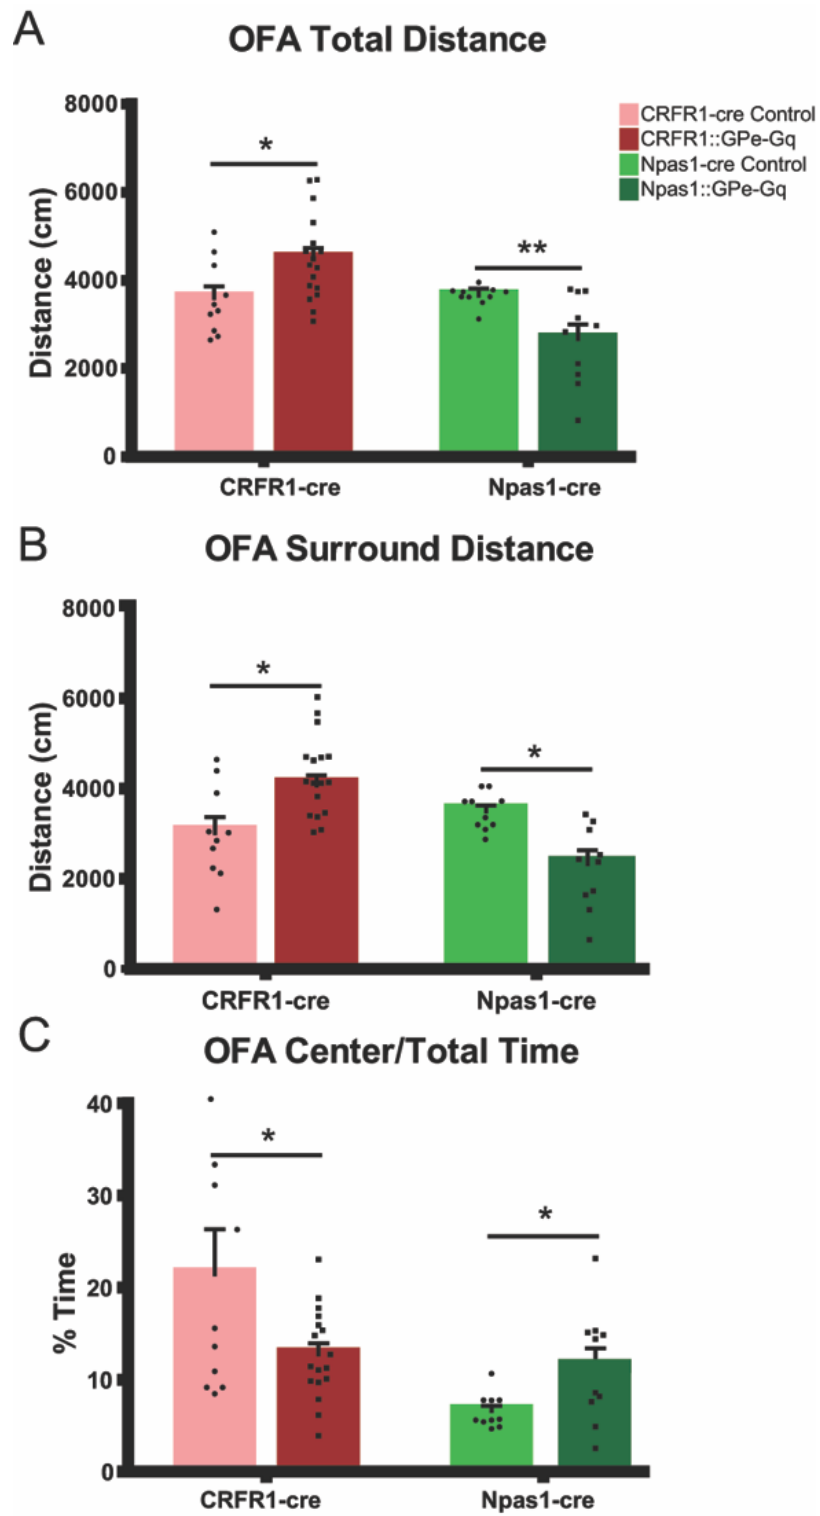 A
OFA Total Distance
8000
6000
4000
2000
0
Distance (cm)
*
**
CRFR1-cre Control
CRFR1::GPe-Gq
Npas1-cre Control
Npas1::GPe-Gq
CRFR1-cre
Npas1-cre
B
OFA Surround Distance
8000
6000
4000
2000
0
Distance (cm)
*
*
CRFR1-cre
Npas1-cre
C
OFA Center/Total Time
40
30
20
10
0
% Time
*
*
CRFR1-cre
Npas1-cre